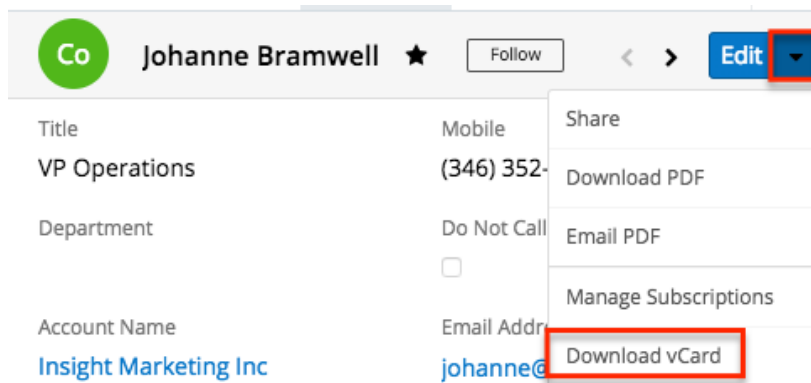 Co Johanne Bramwell Follow Edit
Title Mobile Share
VP Operations (346) 352- Download PDF
Department Do Not Call Email PDF
Manage Subscriptions
Account Name Email Addr Download vCard
Insight Marketing Inc johanne@